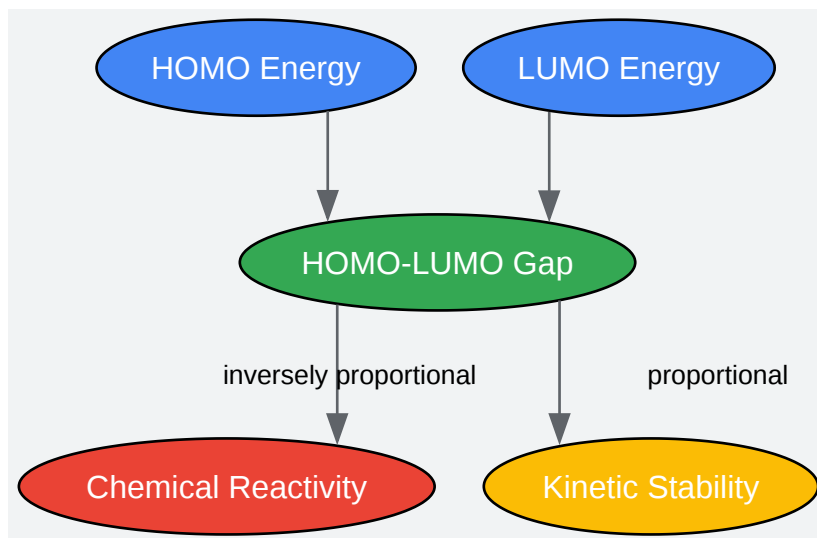 HOMO Energy
LUMO Energy
HOMO-LUMO Gap
inversely proportional
proportional
Chemical Reactivity
Kinetic Stability